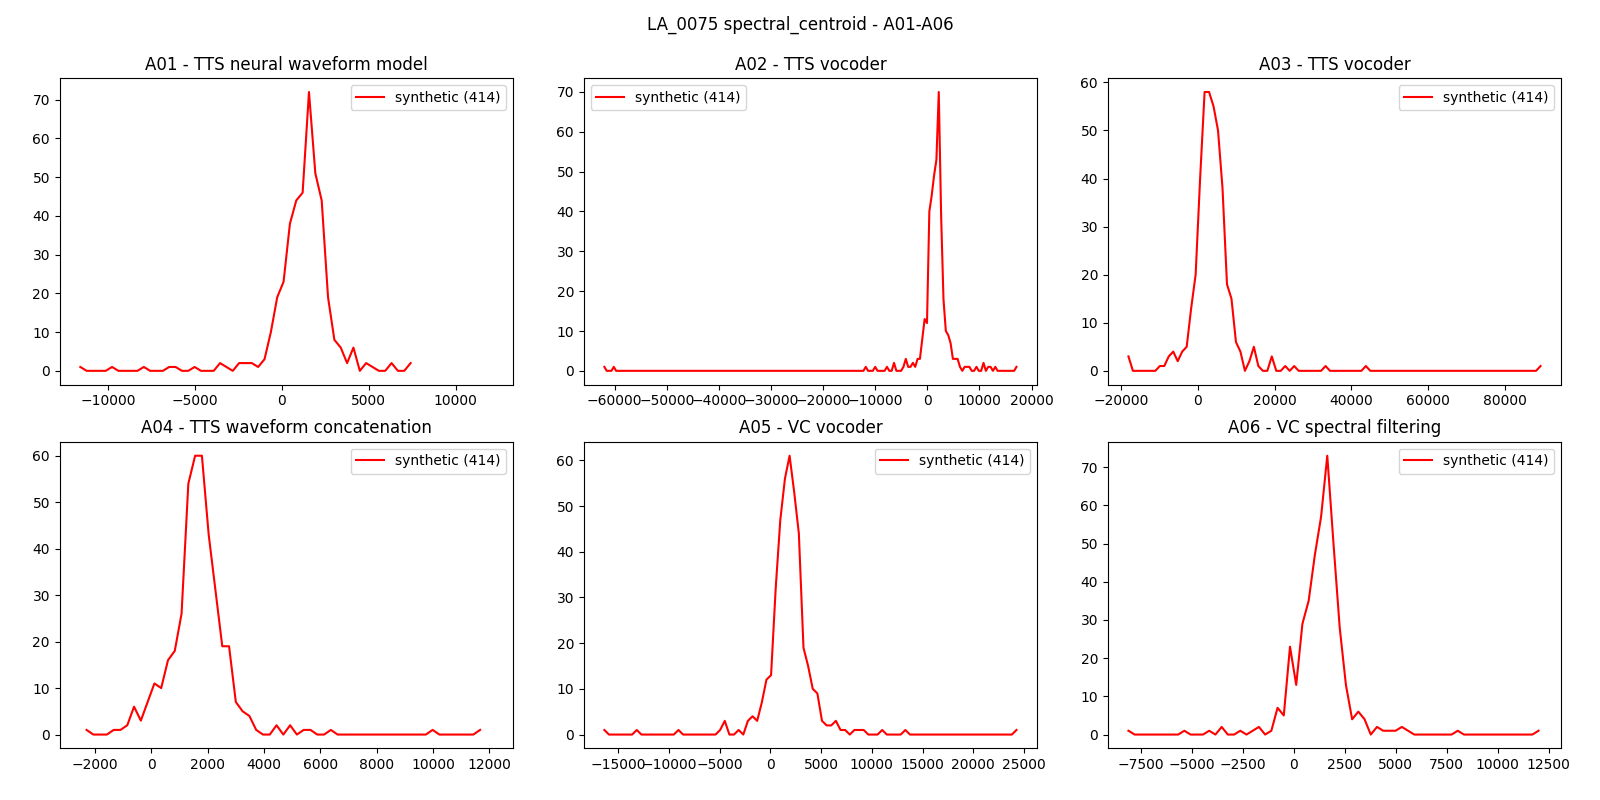 LA_0075 spectral_centroid - A01-A06
A01 - TTS neural waveform model
synthetic (414)
70
60
50
40
30
20
10
0
−10000 −5000 0 5000 10000
A02 - TTS vocoder
synthetic (414)
70
60
50
40
30
20
10
0
−60000 −50000 −40000 −30000 −20000 −10000 0 10000 20000
A03 - TTS vocoder
synthetic (414)
60
50
40
30
20
10
0
−20000 0 20000 40000 60000 80000
A04 - TTS waveform concatenation
synthetic (414)
60
50
40
30
20
10
0
−2000 0 2000 4000 6000 8000 10000 12000
A05 - VC vocoder
synthetic (414)
60
50
40
30
20
10
0
−15000 −10000 −5000 0 5000 10000 15000 20000 25000
A06 - VC spectral filtering
synthetic (414)
70
60
50
40
30
20
10
0
−7500 −5000 −2500 0 2500 5000 7500 10000 12500